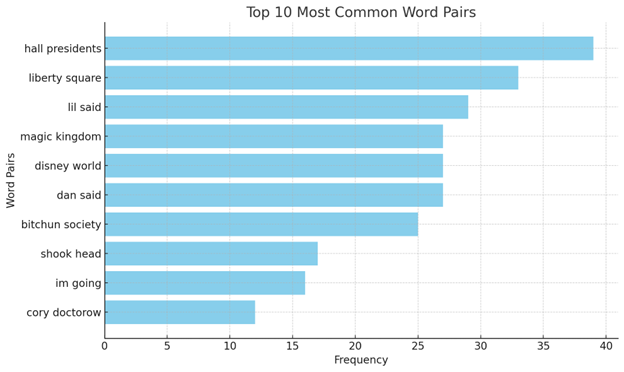 Top 10 Most Common Word Pairs
hall presidents
liberty square
lil said
magic kingdom
disney world
dan said
bitchun society
shook head
im going
cory doctorow
Word Pairs
0 5 10 15 20 25 30 35 40
Frequency